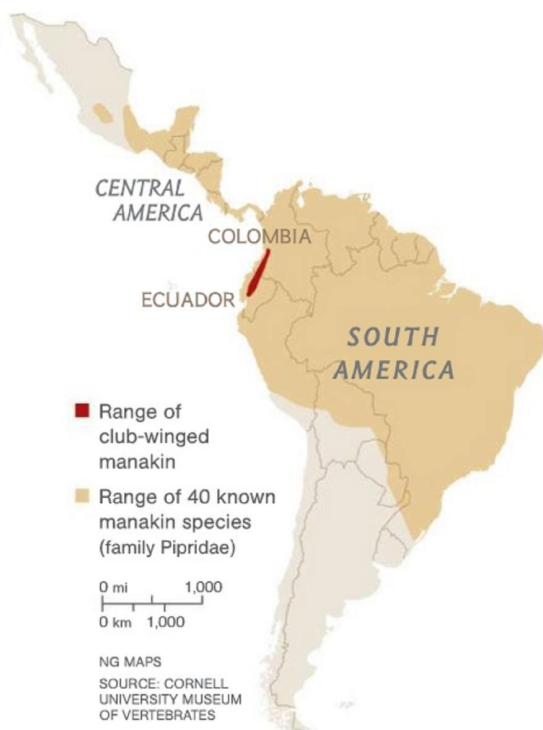 CENTRAL
AMERICA
COLOMBIA
ECUADOR
SOUTH
AMERICA
Range of
club-winged
manakin
Range of 40 known
manakin species
(family Pipridae)
0 mi 1,000
0 km 1,000
NG MAPS
SOURCE: CORNELL
UNIVERSITY MUSEUM
OF VERTEBRATES